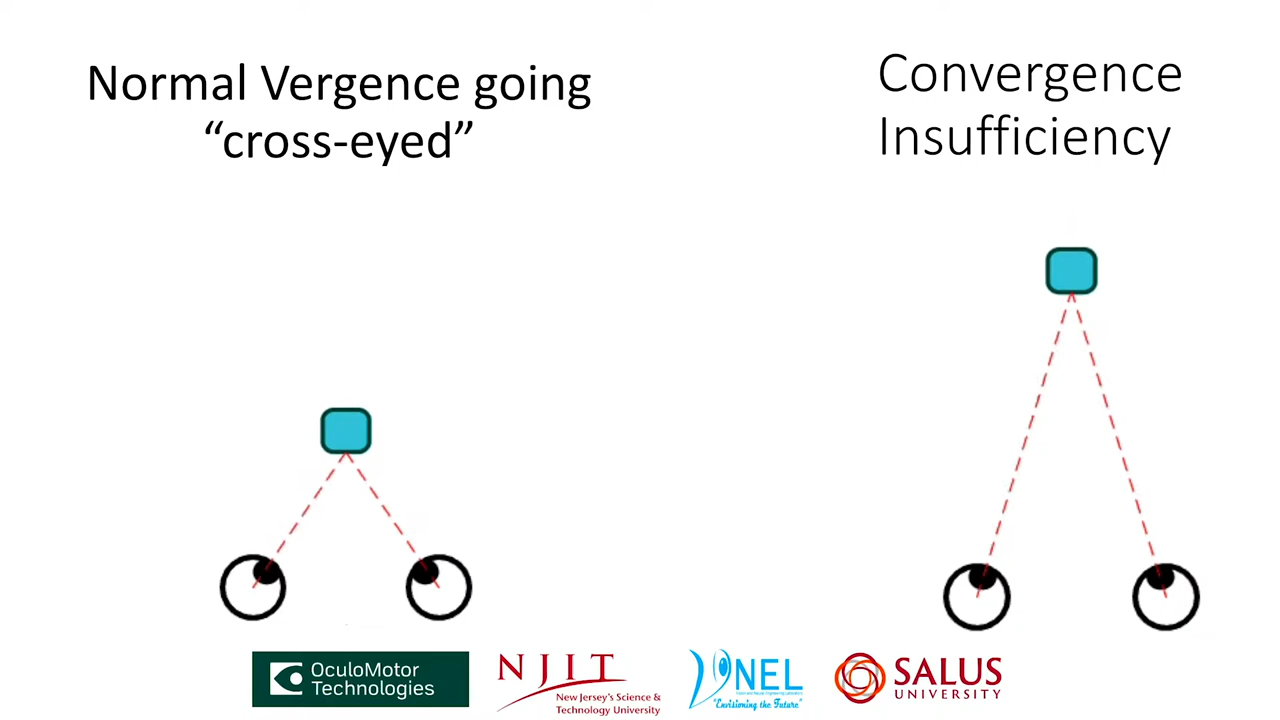 Normal Vergence going
“cross-eyed”
Convergence
Insufficiency
OculoMotor
Technologies
NJIT
New Jersey's Science &
Technology University
NEL
"Envisioning the Future"
SALUS
UNIVERSITY